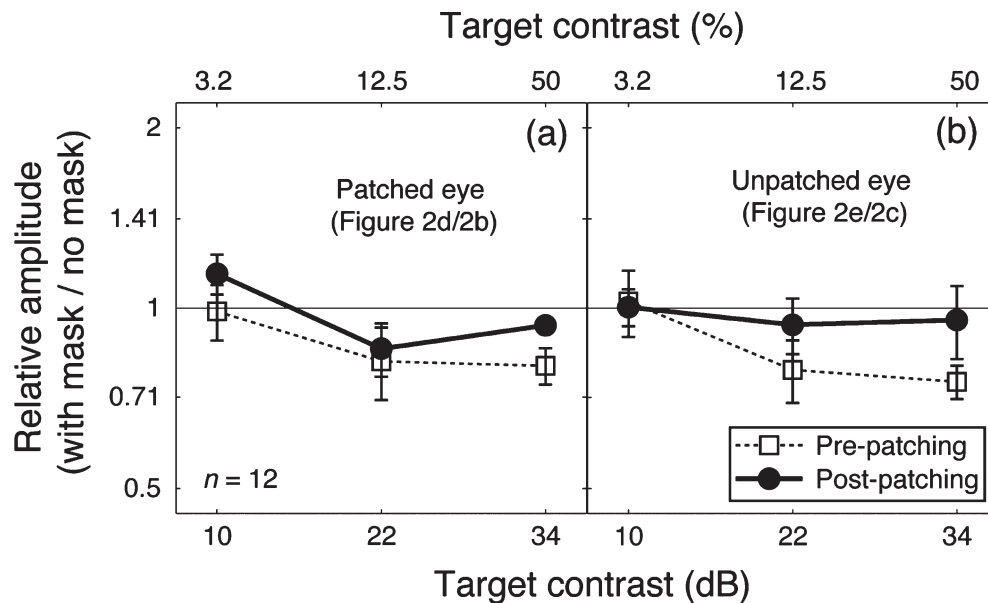 Target contrast (%)
3.2 12.5 50 3.2 12.5 50
(a) (b)
Relative amplitude
(with mask / no mask)
2
1.41
1
0.71
0.5
Patched eye
(Figure 2d/2b)
Unpatched eye
(Figure 2e/2c)
Pre-patching
Post-patching
n = 12
10 22 34 10 22 34
Target contrast (dB)